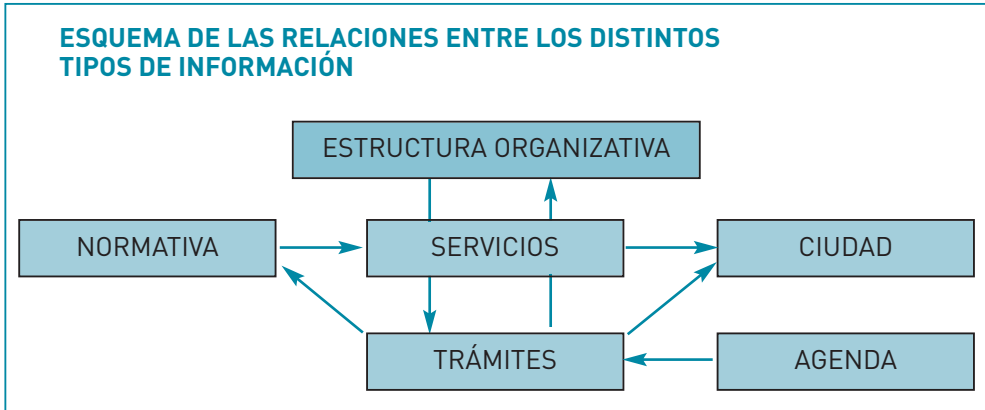 ESQUEMA DE LAS RELACIONES ENTRE LOS DISTINTOS
TIPOS DE INFORMACIÓN
ESTRUCTURA ORGANIZATIVA
NORMATIVA
SERVICIOS
CIUDAD
TRÁMITES
AGENDA